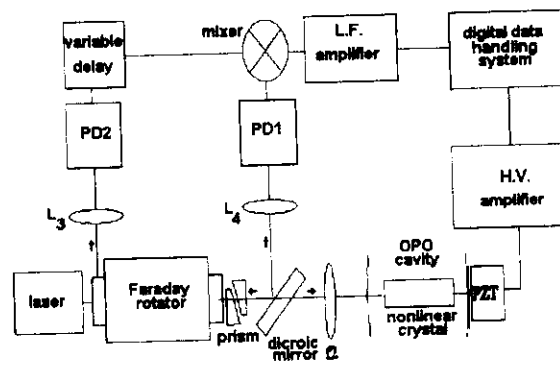 variable
delay
mixer
L.F.
amplifier
digital data
handling
system
PD2
PD1
H.V.
amplifier
L3
L4
OPO
cavity
laser
Faraday
rotator
PZT
prism
dicroic
mirror
nonlinear
crystal